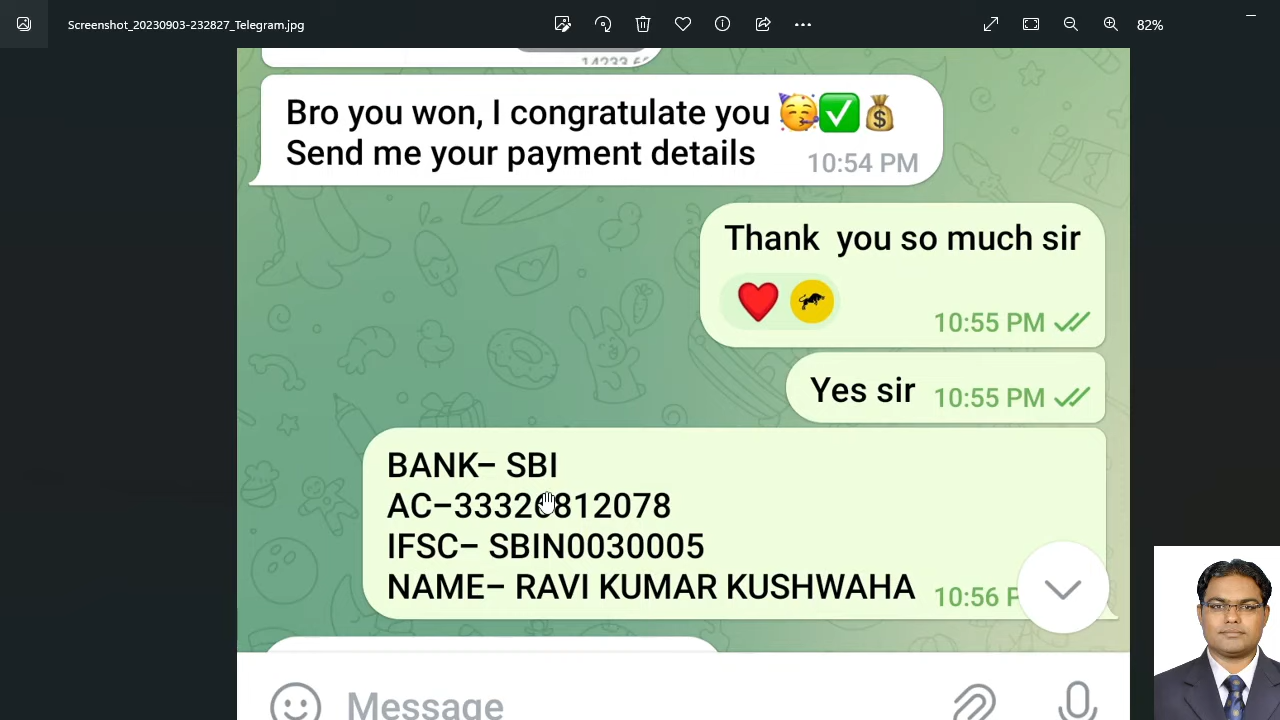 Screenshot_20230903-232827_Telegram.jpg
82%
Bro you won, I congratulate you 🥳✅💰
Send me your payment details
10:54 PM
Thank you so much sir
10:55 PM
Yes sir
10:55 PM
BANK– SBI
IFSC– SBIN0030005
NAME– RAVI KUMAR KUSHWAHA
10:56 P
Message